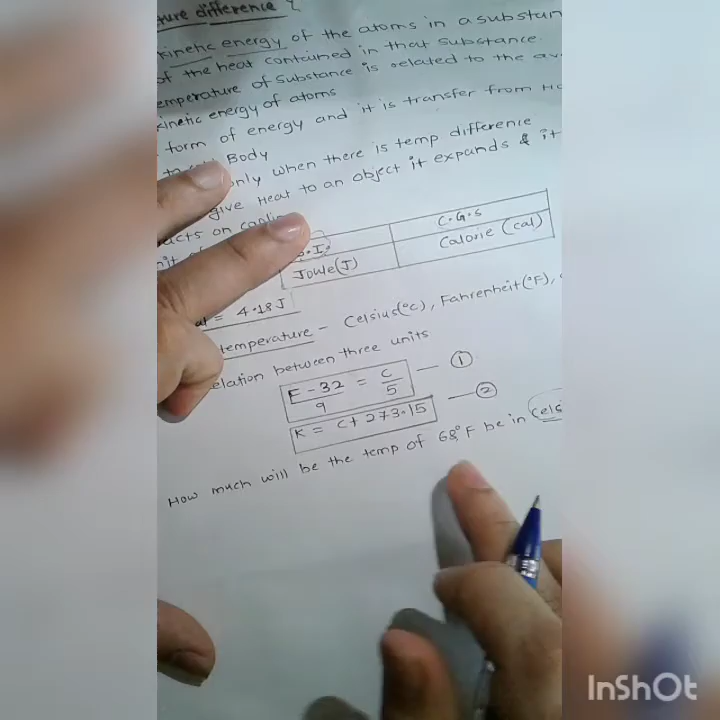 ture difference ?
kinetic energy of the atoms in a
of the heat contained in that substance.
emperature of substance is related to the
kinetic energy of atoms
form of energy and it is transfer from
Body
only when there is temp difference
give Heat to an object it expands & it
acts on
S.I. C.G.S
Joule(J) Calorie (cal)
= 4.18J
temperature - Celsius(°C), Fahrenheit(°F),
elation between three units
F-32/9 = C/5 - ①
K = C+273.15 - ②
How much will be the temp of 68°F be in Cels
InShOt